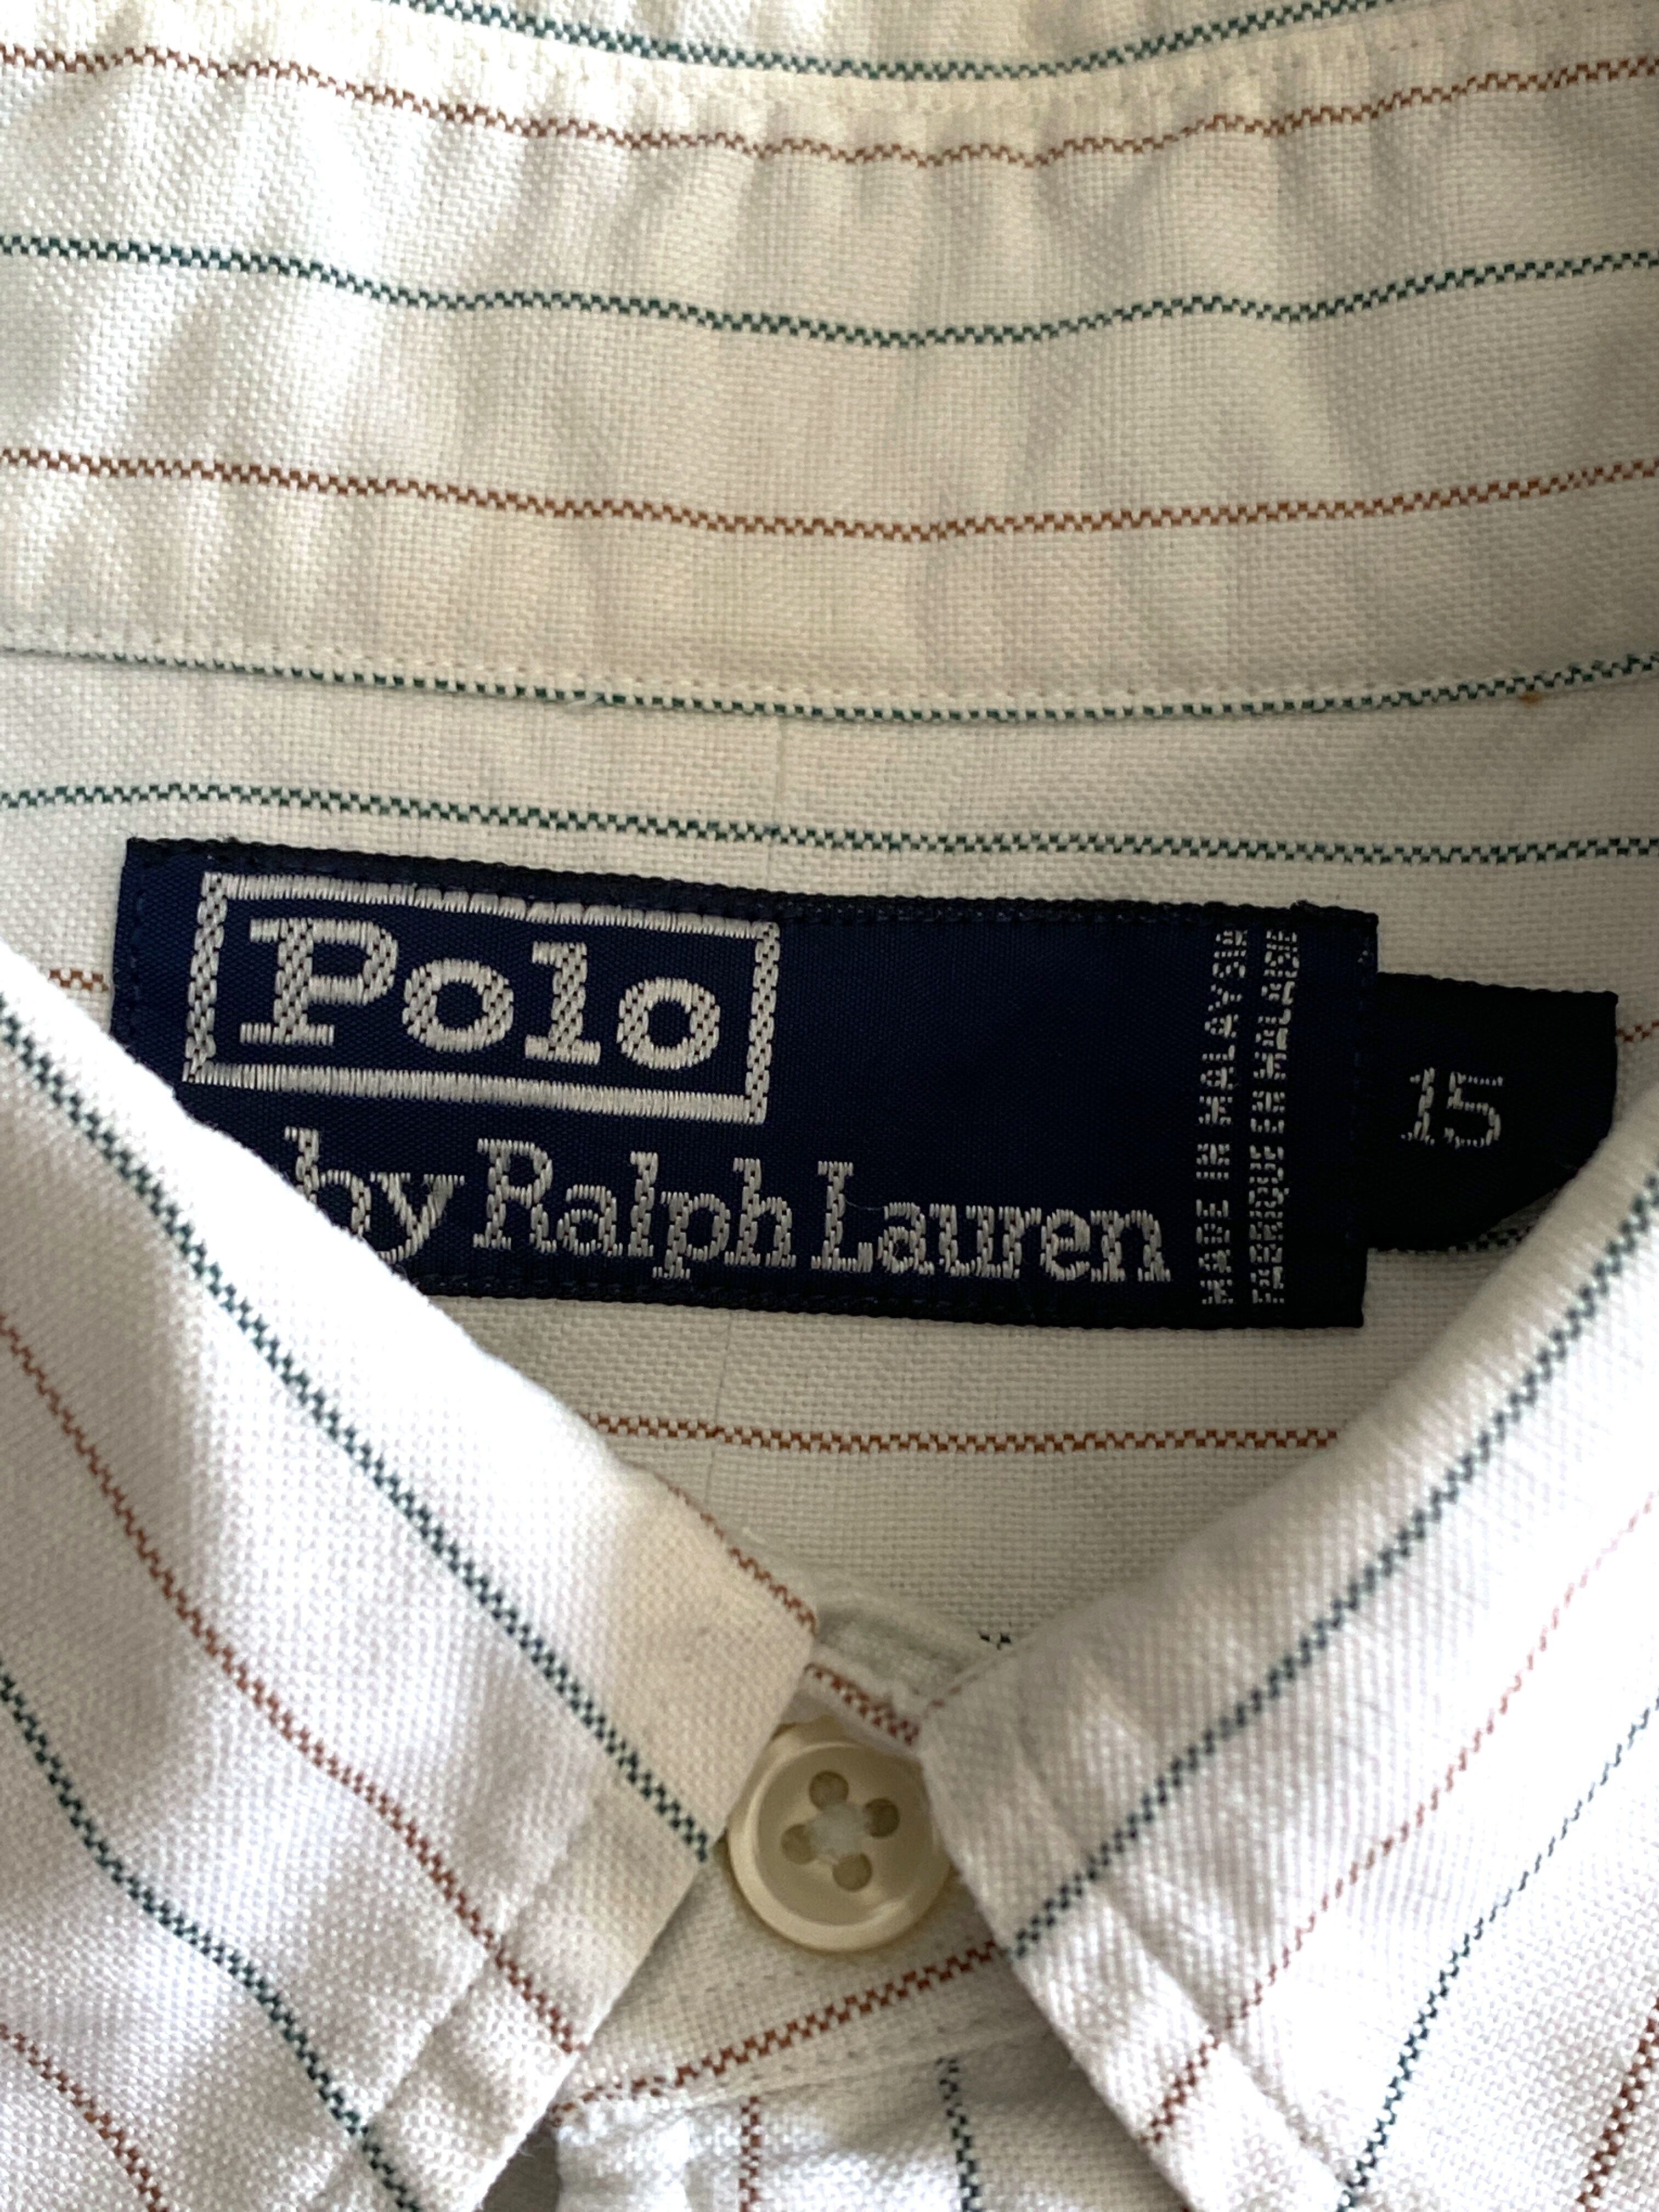 Polo
by Ralph Lauren
MADE IN MALAYSIA
FABRIQUE EN MALAISIE
15